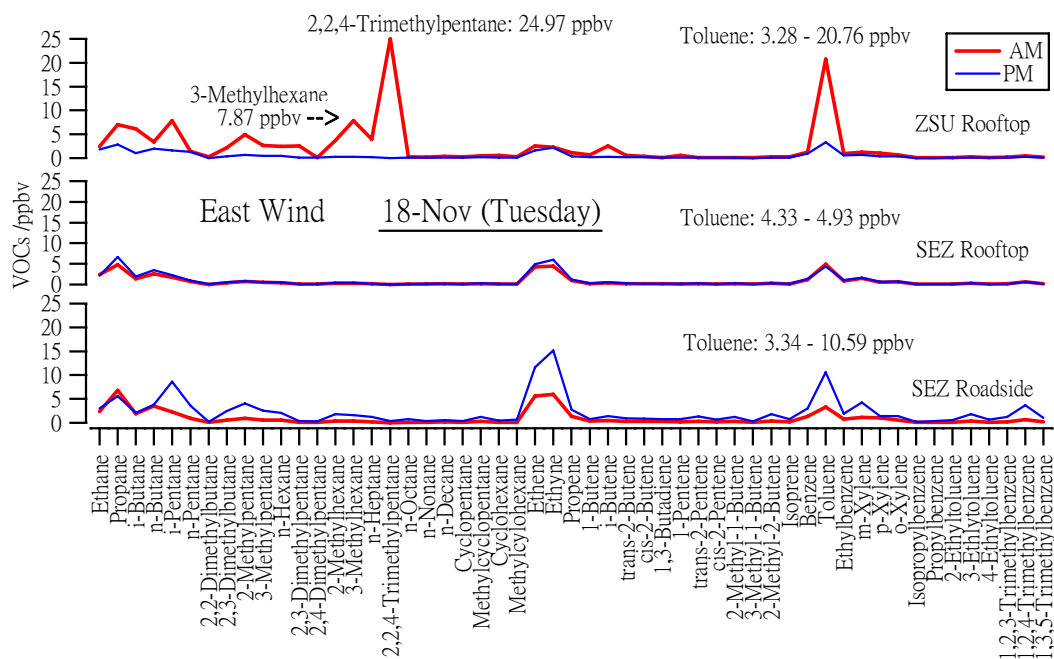 2,2,4-Trimethylpentane: 24.97 ppbv
Toluene: 3.28 - 20.76 ppbv
AM
PM
3-Methylhexane
7.87 ppbv -->
ZSU Rooftop
25
20
15
10
5
0
East Wind
18-Nov (Tuesday)
Toluene: 4.33 - 4.93 ppbv
SEZ Rooftop
25
20
15
10
5
0
VOCs /ppbv
Toluene: 3.34 - 10.59 ppbv
SEZ Roadside
25
20
15
10
5
0
Ethane
Propane
i-Butane
n-Butane
i-Pentane
n-Pentane
2,2-Dimethylbutane
2,3-Dimethylbutane
2-Methylpentane
3-Methylpentane
n-Hexane
2,3-Dimethylpentane
2,4-Dimethylpentane
2-Methylhexane
3-Methylhexane
n-Heptane
2,2,4-Trimethylpentane
n-Octane
n-Nonane
n-Decane
Cyclopentane
Methylcyclopentane
Cyclohexane
Methylcylohexane
Ethene
Ethyne
Propene
1-Butene
i-Butene
trans-2-Butene
cis-2-Butene
1,3-Butadiene
1-Pentene
trans-2-Pentene
cis-2-Pentene
2-Methyl-1-Butene
3-Methyl-1-Butene
2-Methyl-2-Butene
Isoprene
Benzene
Toluene
Ethylbenzene
m-Xylene
p-Xylene
o-Xylene
Isopropylbenzene
Propylbenzene
2-Ethyltoluene
3-Ethlytoluene
4-Ethyltoluene
1,2,3-Trimethylbenzene
1,2,4-Trimethylbenzene
1,3,5-Trimethylbenzene